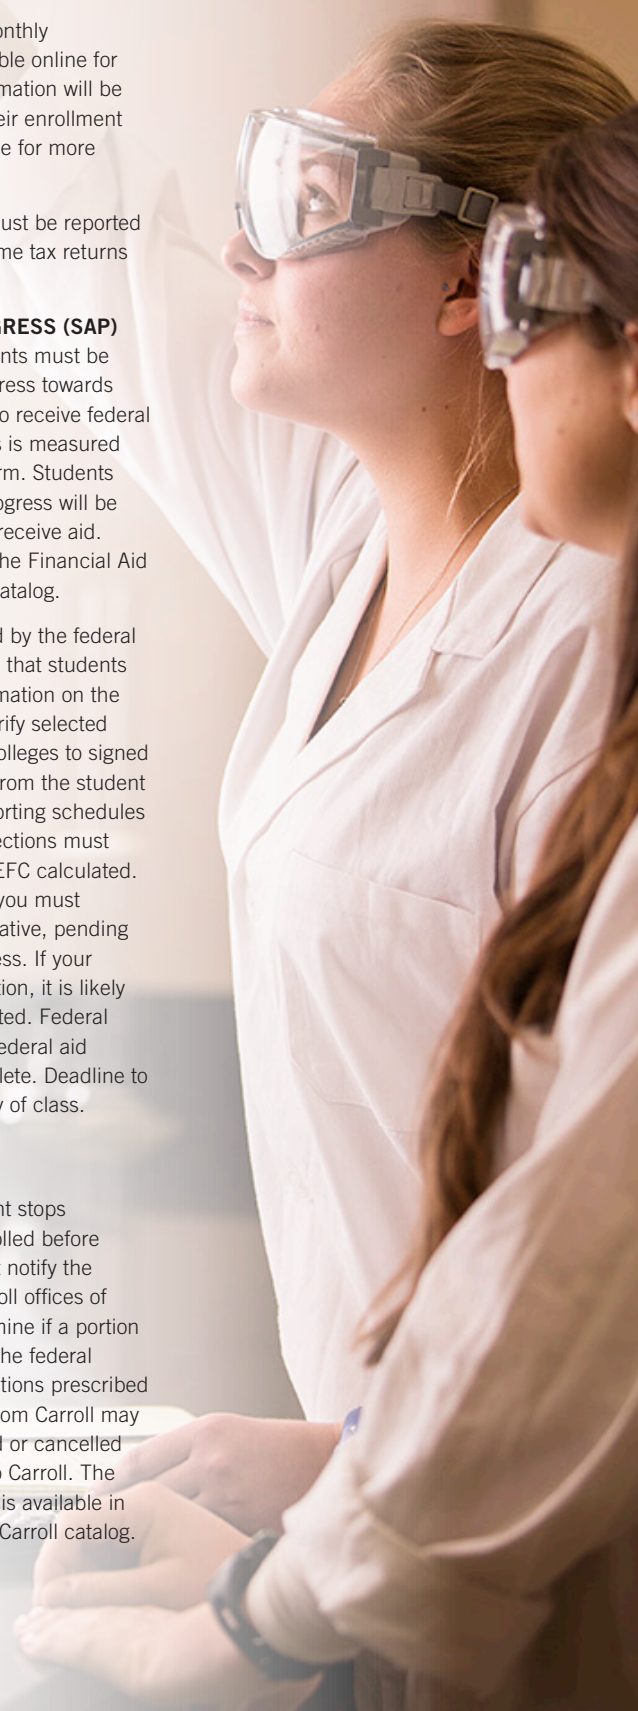 onthly
ble online for
mation will be
eir enrollment
e for more
ust be reported
me tax returns
GRESS (SAP)
nts must be
ress towards
o receive federal
s is measured
rm. Students
ogress will be
receive aid.
he Financial Aid
atalog.
d by the federal
that students
mation on the
rify selected
olleges to signed
rom the student
orting schedules
ections must
EFC calculated.
you must
ative, pending
ess. If your
tion, it is likely
ted. Federal
ederal aid
lete. Deadline to
y of class.
nt stops
olled before
t notify the
oll offices of
mine if a portion
he federal
tions prescribed
om Carroll may
d or cancelled
o Carroll. The
is available in
Carroll catalog.